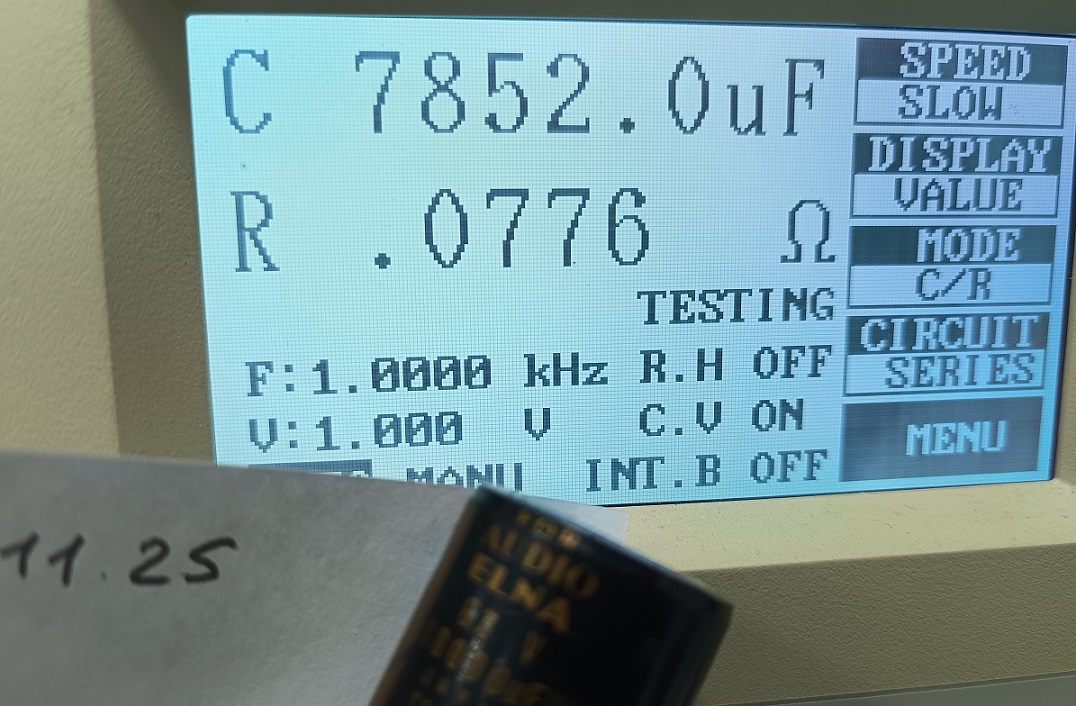 C 7852.0uF
R .0776 Ω
TESTING
F:1.0000 kHz R.H OFF
V:1.000 V C.V ON
MANU INT.B OFF
SPEED
SLOW
DISPLAY
VALUE
MODE
C/R
CIRCUIT
SERIES
MENU
11.25
FOR
AUDIO
ELNA